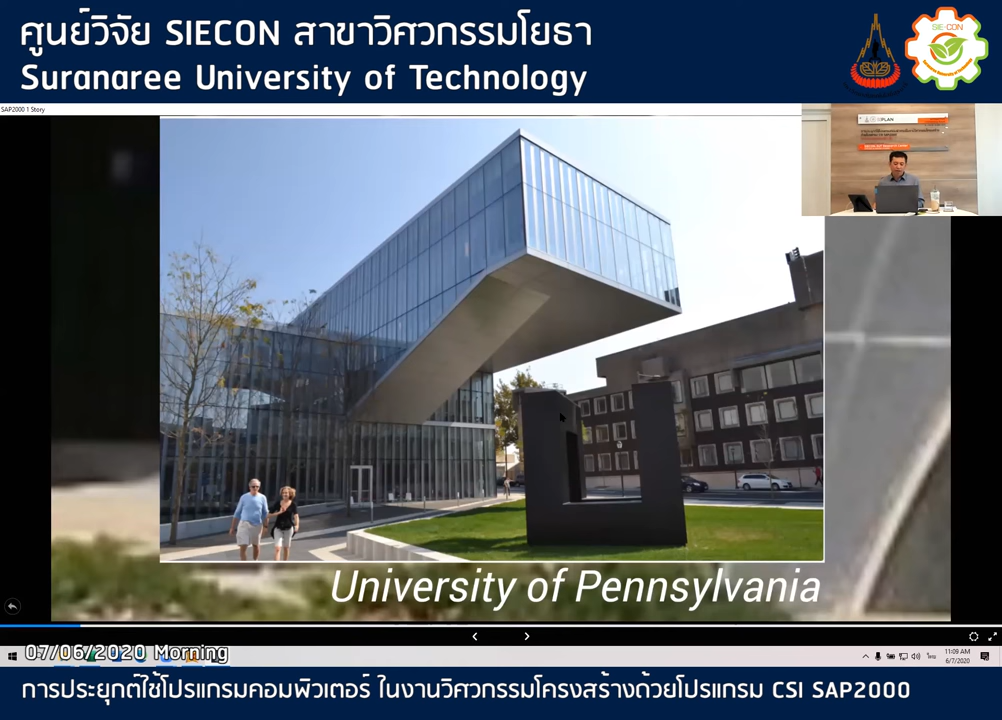 ศูนย์วิจัย SIECON สาขาวิศวกรรมโยธา
Suranaree University of Technology
SIE-CON
SAP2000 1 Story
University of Pennsylvania
07/06/2020 Morning
11:09 AM
6/7/2020
การประยุกต์ใช้โปรแกรมคอมพิวเตอร์ ในงานวิศวกรรมโครงสร้างด้วยโปรแกรม CSI SAP2000